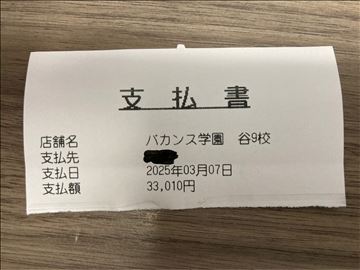 支払書
店舗名 バカンス学園 谷9校
支払先
支払日 2025年03月07日
支払額 33,010円